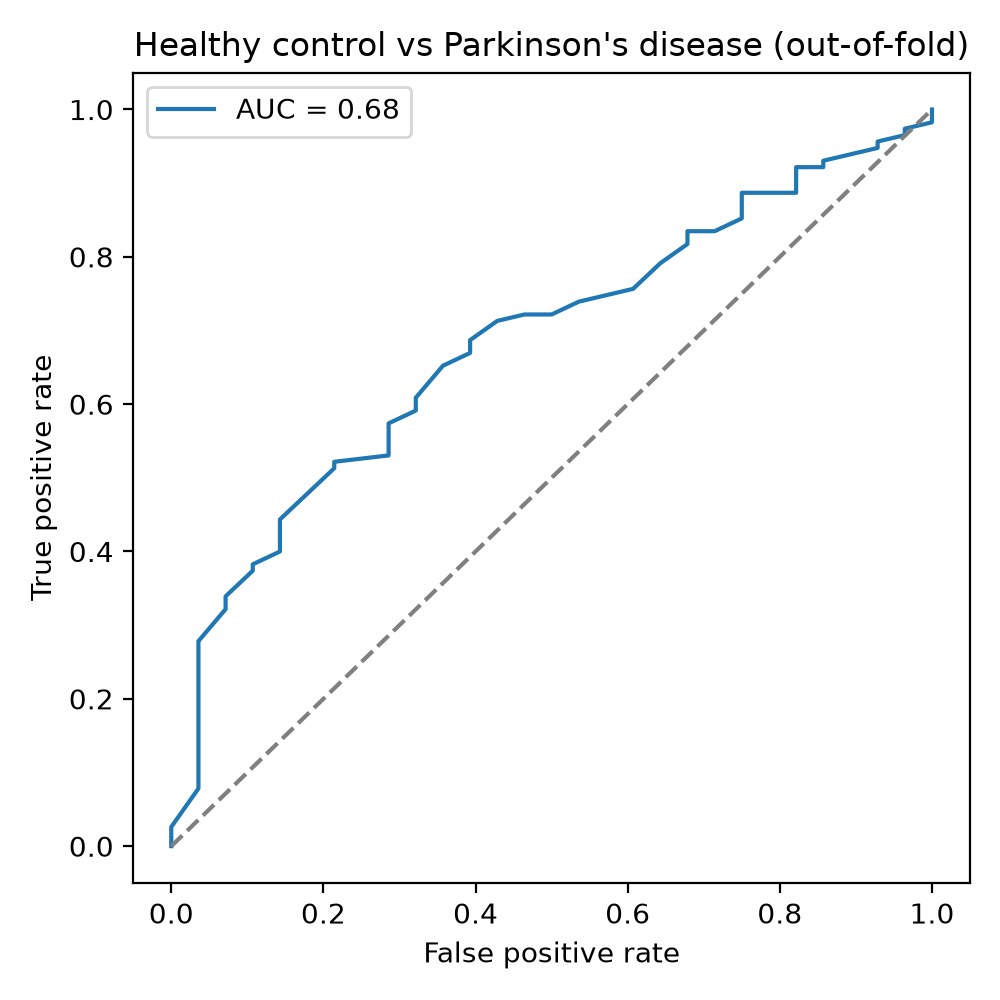 Healthy control vs Parkinson's disease (out-of-fold)
AUC = 0.68
1.0
0.8
0.6
0.4
0.2
0.0
True positive rate
0.0 0.2 0.4 0.6 0.8 1.0
False positive rate